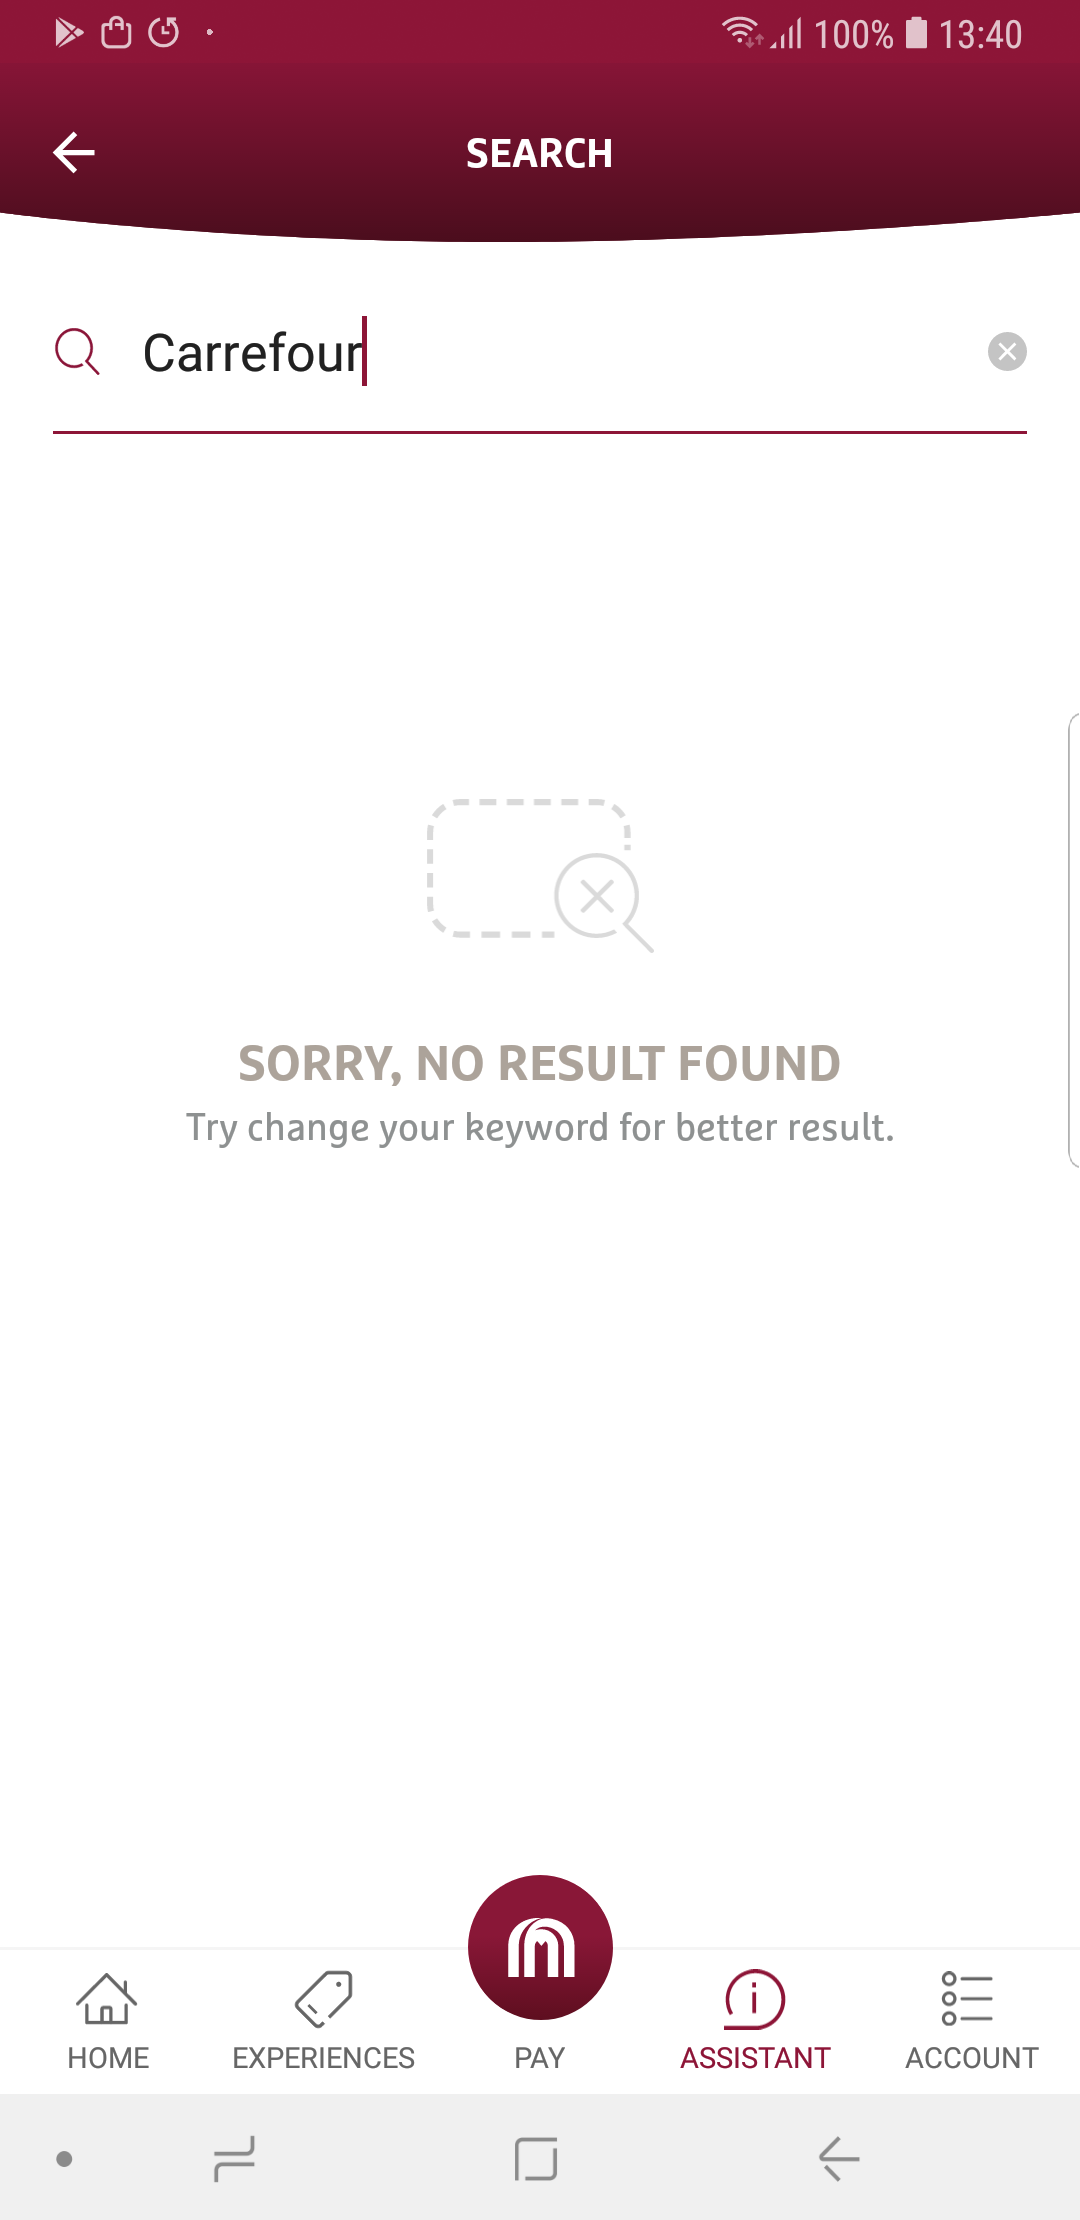 100% 13:40
SEARCH
Carrefour
SORRY, NO RESULT FOUND
Try change your keyword for better result.
HOME EXPERIENCES PAY ASSISTANT ACCOUNT